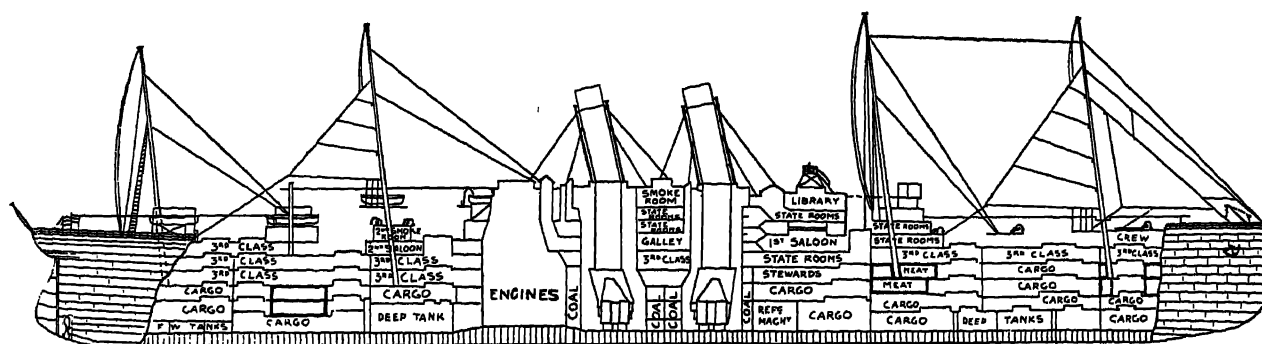 SMOKE
ROOM
STATE
ROOMS
STATE
ROOMS
GALLEY
3RD CLASS
LIBRARY
STATE ROOMS
1ST SALOON
STATE ROOMS
STEWARDS
CARGO
REFG
MACHY
CARGO
STATE ROOMS
STATE ROOMS
3RD CLASS
MEAT
MEAT
CARGO
CARGO
3RD CLASS
CARGO
CARGO
CARGO
DEEP
TANKS
CREW
3RD CLASS
CARGO
CARGO
2ND SMOKE
ROOM
2ND SALOON
3RD CLASS
3RD CLASS
CARGO
DEEP TANK
3RD CLASS
3RD CLASS
3RD CLASS
CARGO
CARGO
F W TANKS
CARGO
ENGINES
COAL
COAL
COAL
COAL